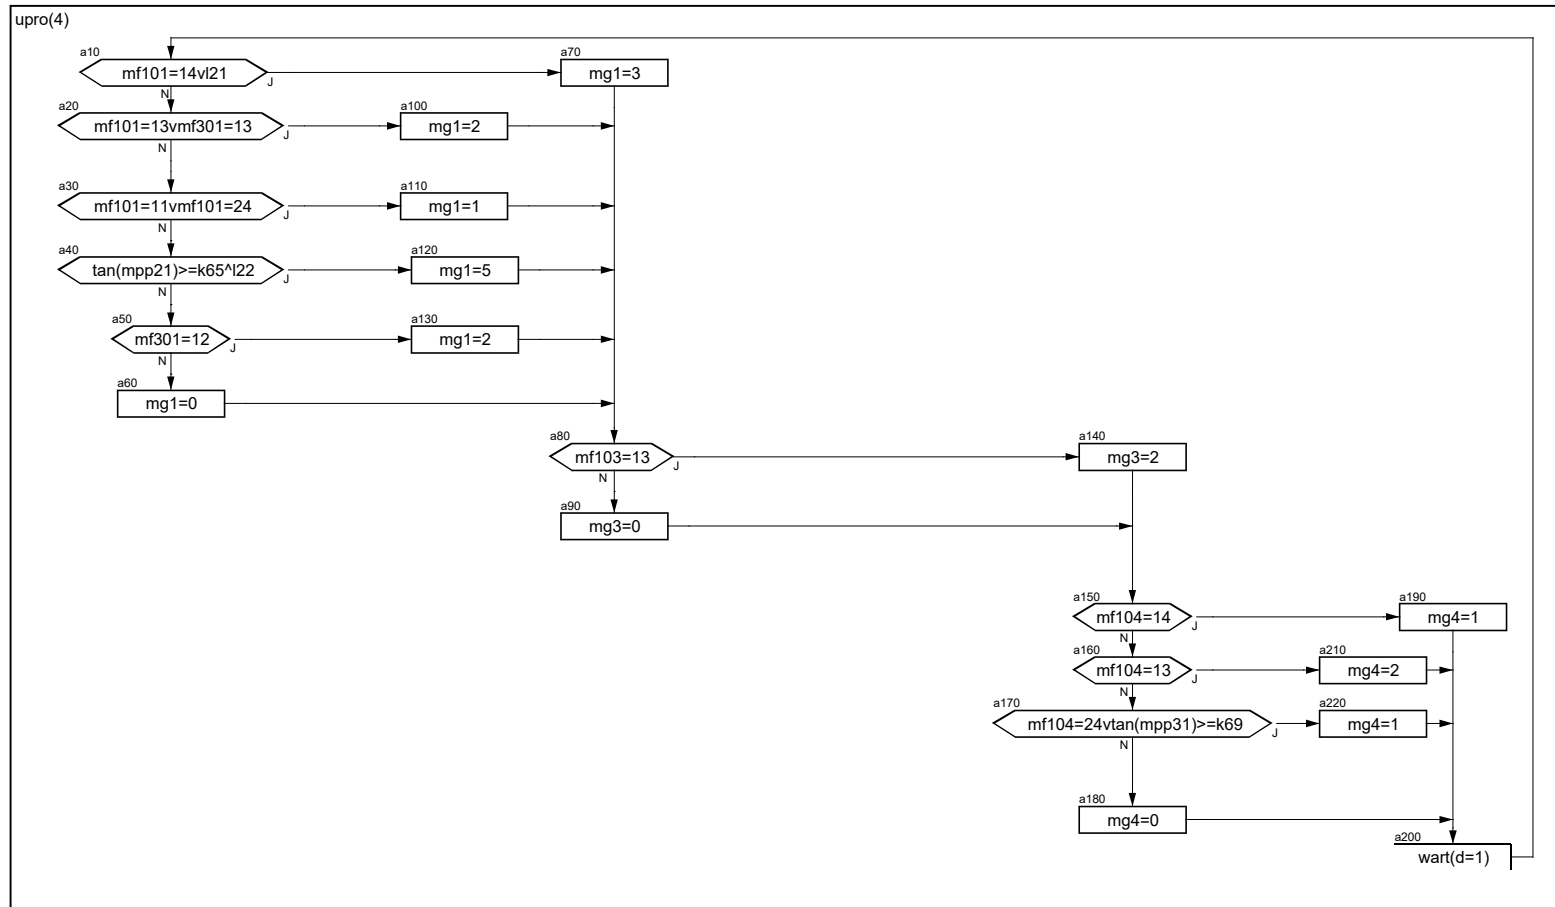 upro(4)
a10
mf101=14vl21
J
N
a70
mg1=3
a20
mf101=13vmf301=13
J
N
a100
mg1=2
a30
mf101=11vmf101=24
J
N
a110
mg1=1
a40
tan(mpp21)>=k65^l22
J
N
a120
mg1=5
a50
mf301=12
J
N
a130
mg1=2
a60
mg1=0
a80
mf103=13
J
N
a140
mg3=2
a90
mg3=0
a150
mf104=14
J
N
a190
mg4=1
a160
mf104=13
J
N
a210
mg4=2
a170
mf104=24vtan(mpp31)>=k69
J
N
a220
mg4=1
a180
mg4=0
a200
wart(d=1)